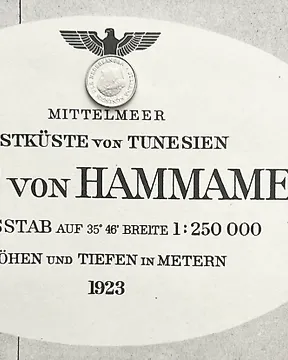 MITTELMEER
STKÜSTE VON TUNESIEN
VON HAMMAME
SSTAB AUF 35° 46' BREITE 1:250 000
ÖHEN UND TIEFEN IN METERN
1923